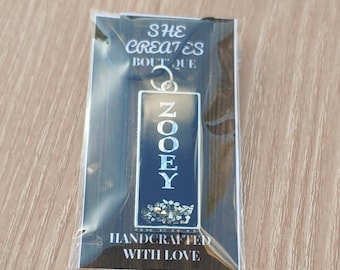 SHE
CREATES
BOUTIQUE
ZOOEY
HANDCRAFTED
WITH LOVE